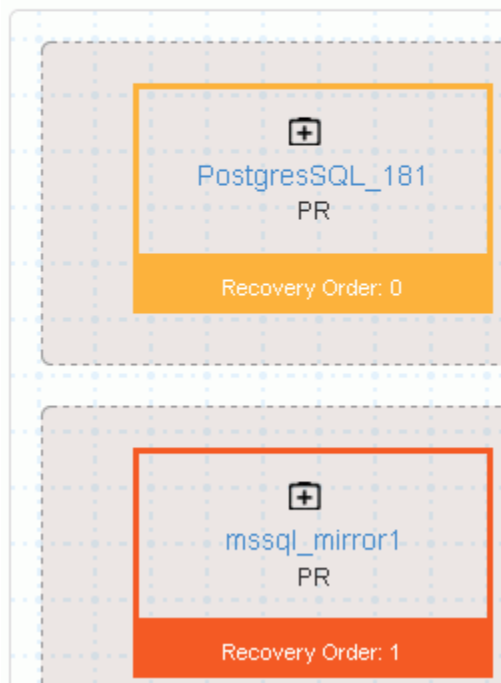 PostgresSQL_181
PR
Recovery Order: 0
mssql_mirror1
PR
Recovery Order: 1